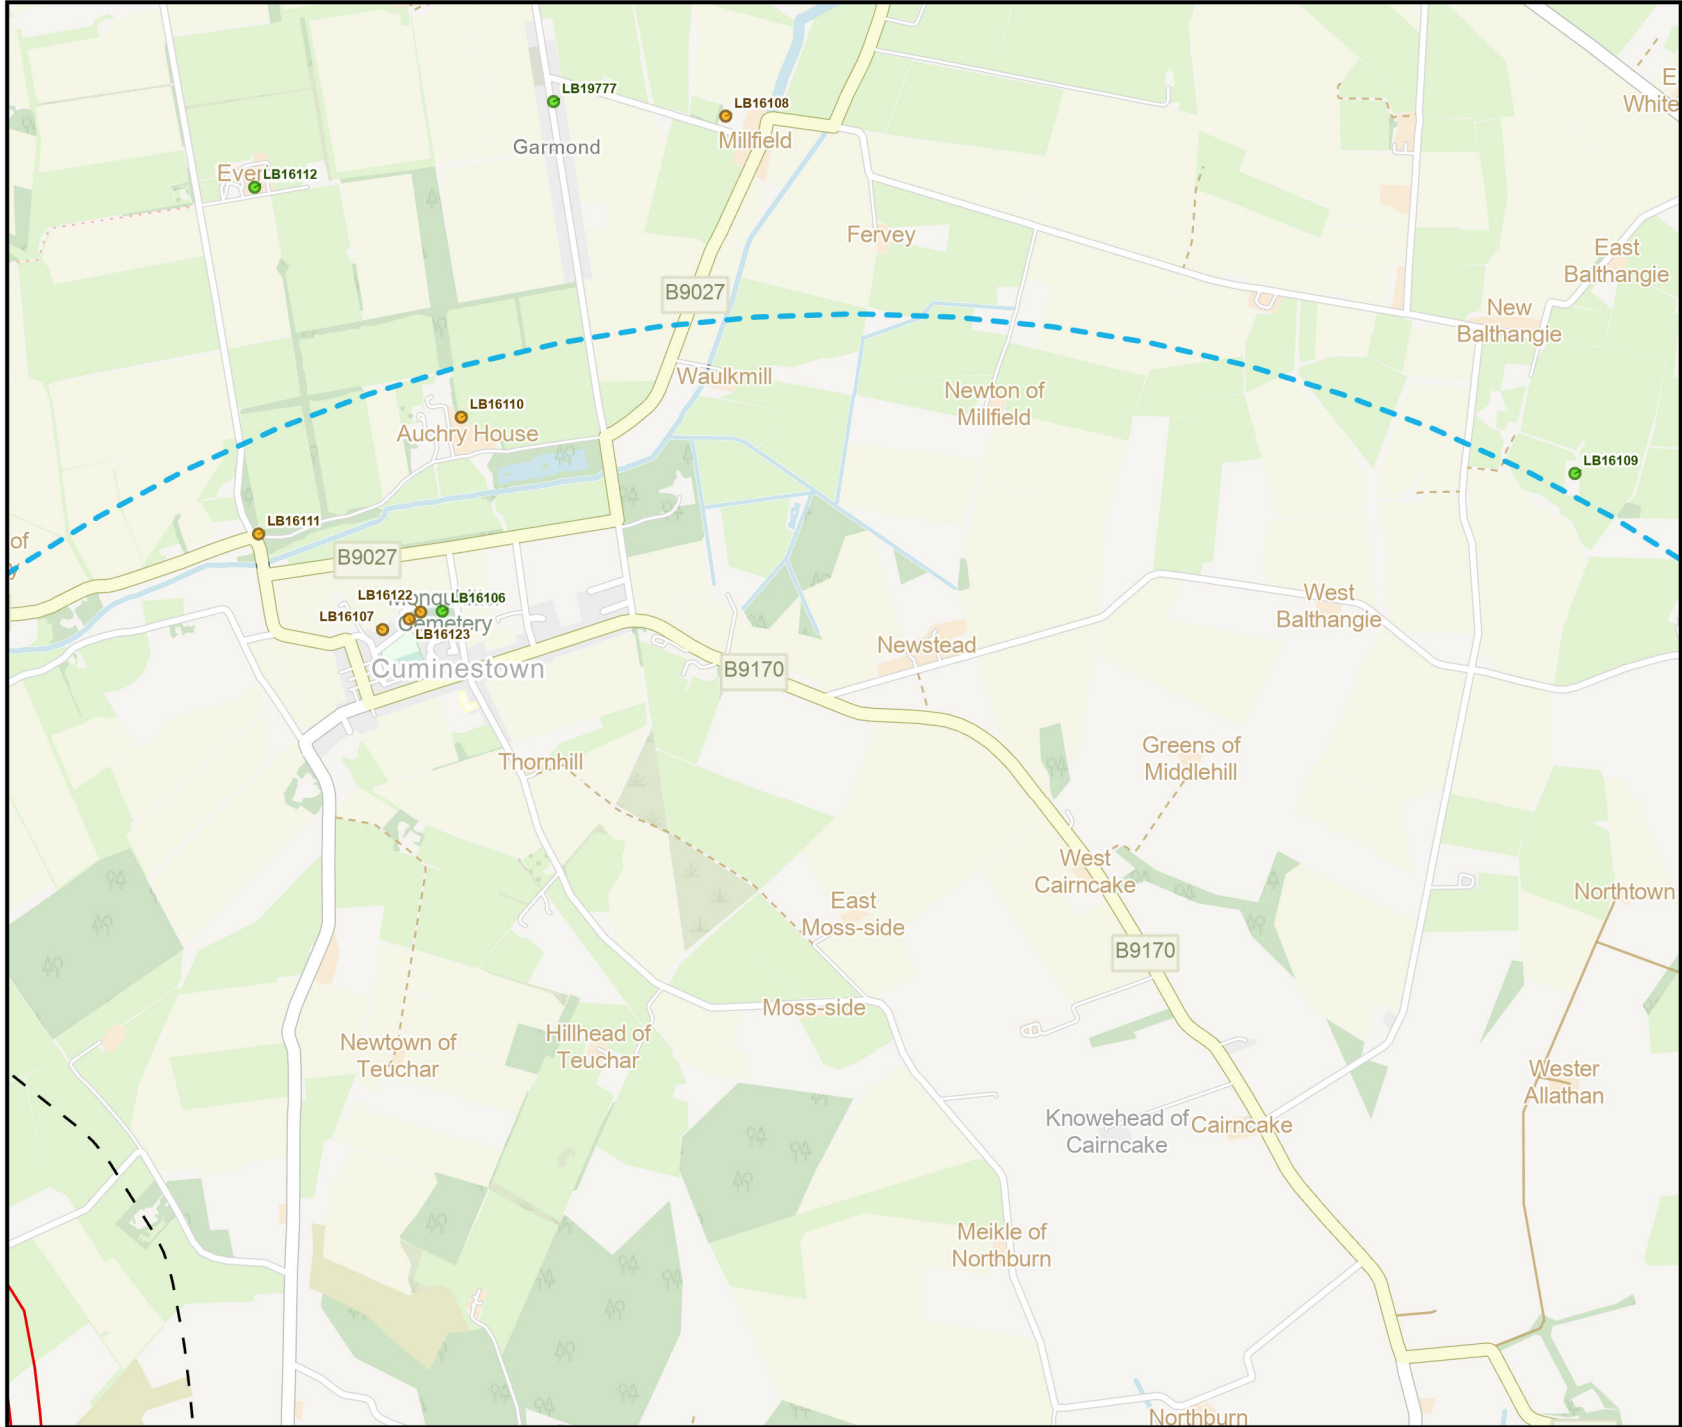 LB19777
LB16108
E
White
Millfield
Garmond
Ever
LB16112
Fervey
East
Balthangie
B9027
New
Balthangie
Waulkmill
Newton of
Millfield
LB16110
Auchry House
LB16109
LB16111
of
B9027
LB16122
LB16106
LB16107
Cemetery
LB16123
West
Balthangie
Newstead
Cuminestown
B9170
Greens of
Middlehill
Thornhill
West
Cairncake
Northtown
East
Moss-side
B9170
Moss-side
Hillhead of
Teuchar
Newtown of
Teuchar
Wester
Allathan
Knowehead of
Cairncake
Cairncake
Meikle of
Northburn
Northburn